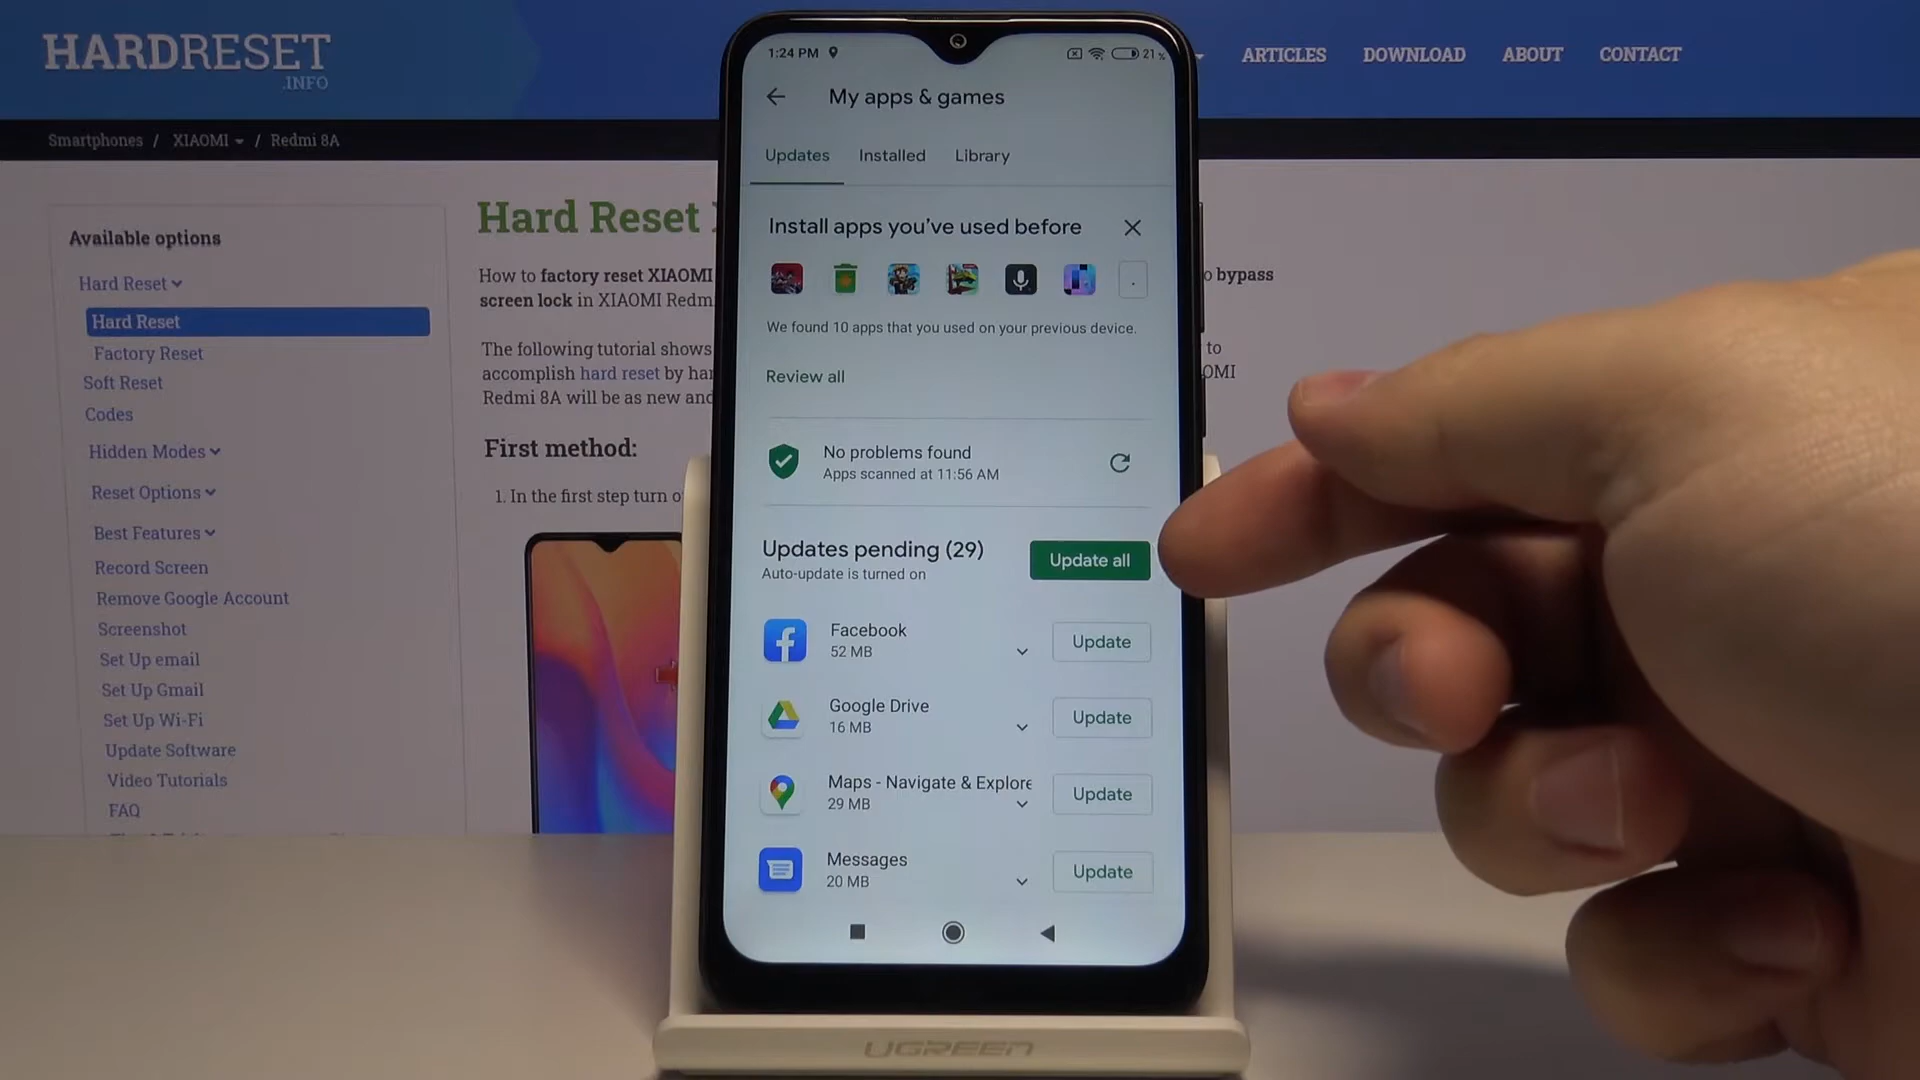 HARDRESET
.INFO
ARTICLES
DOWNLOAD
ABOUT
CONTACT
Smartphones / XIAOMI / Redmi 8A
Available options
Hard Reset
Hard Reset
Factory Reset
Soft Reset
Codes
Hidden Modes
Reset Options
Best Features
Record Screen
Remove Google Account
Screenshot
Set Up email
Set Up Gmail
Set Up Wi-Fi
Update Software
Video Tutorials
FAQ
Hard Reset
How to factory reset XIAOMI
bypass
screen lock in XIAOMI Redm
The following tutorial shows
to
accomplish hard reset by har
OMI
Redmi 8A will be as new and
First method:
1. In the first step turn o
1:24 PM
21%
My apps & games
Updates
Installed
Library
Install apps you've used before
We found 10 apps that you used on your previous device.
Review all
No problems found
Apps scanned at 11:56 AM
Updates pending (29)
Auto-update is turned on
Update all
Facebook
52 MB
Update
Google Drive
16 MB
Update
Maps - Navigate & Explore
29 MB
Update
Messages
20 MB
Update
UGREEN